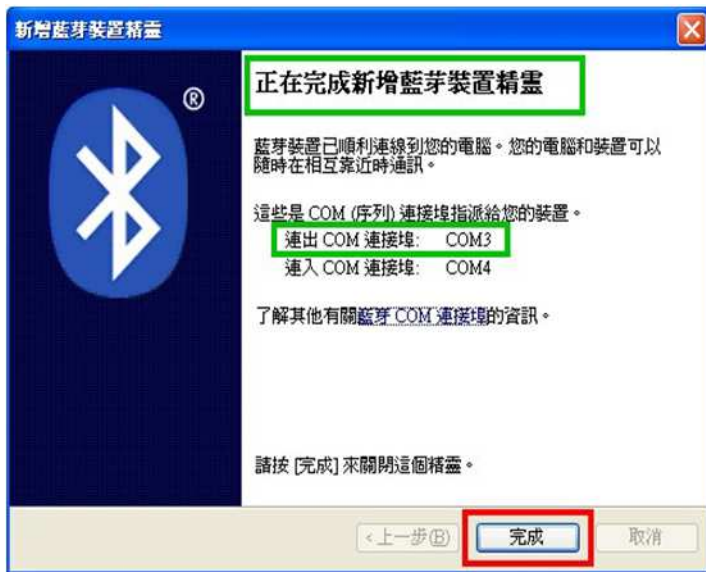 新增藍芽裝置精靈
®
正在完成新增藍芽裝置精靈
藍芽裝置已順利連線到您的電腦。您的電腦和裝置可以
隨時在相互靠近時通訊。
這些是 COM (序列) 連接埠指派給您的裝置。
連出 COM 連接埠: COM3
連入 COM 連接埠: COM4
了解其他有關藍芽 COM 連接埠的資訊。
請按 [完成] 來關閉這個精靈。
<上一步(B) 完成 取消